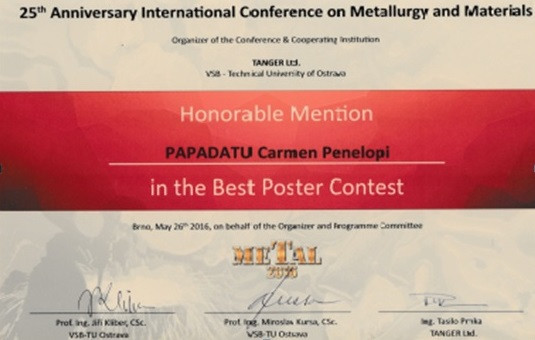 25th Anniversary International Conference on Metallurgy and Materials
Organizer of the Conference & Cooperating Institution
TANGER Ltd.
VSB - Technical University of Ostrava
Honorable Mention
PAPADATU Carmen Penelopi
in the Best Poster Contest
Brno, May 26th 2016, on behalf of the Organizer and Programme Committee
METAL
2016
Prof. Ing. Jiří Kliber, CSc. Prof. Ing. Miroslav Kursa, CSc. Ing. Tasilo Prnka
VSB-TU Ostrava VSB-TU Ostrava TANGER Ltd.